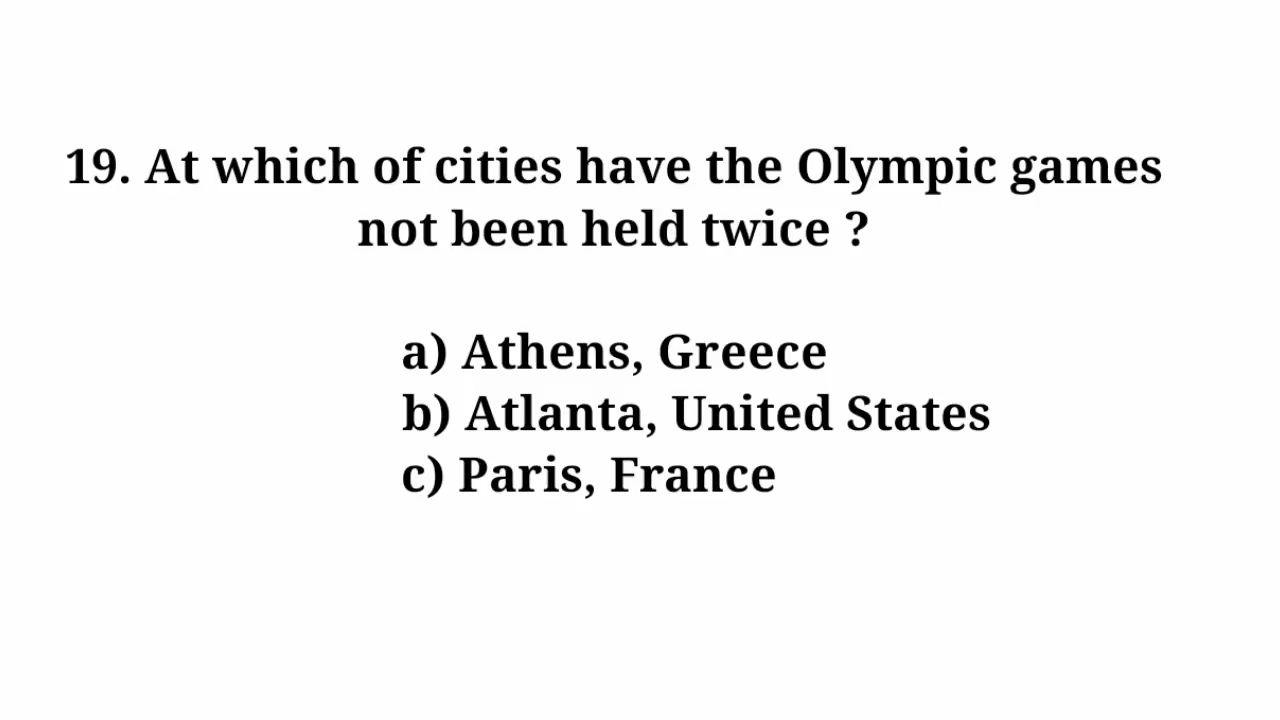 19. At which of cities have the Olympic games
not been held twice ?
a) Athens, Greece
b) Atlanta, United States
c) Paris, France